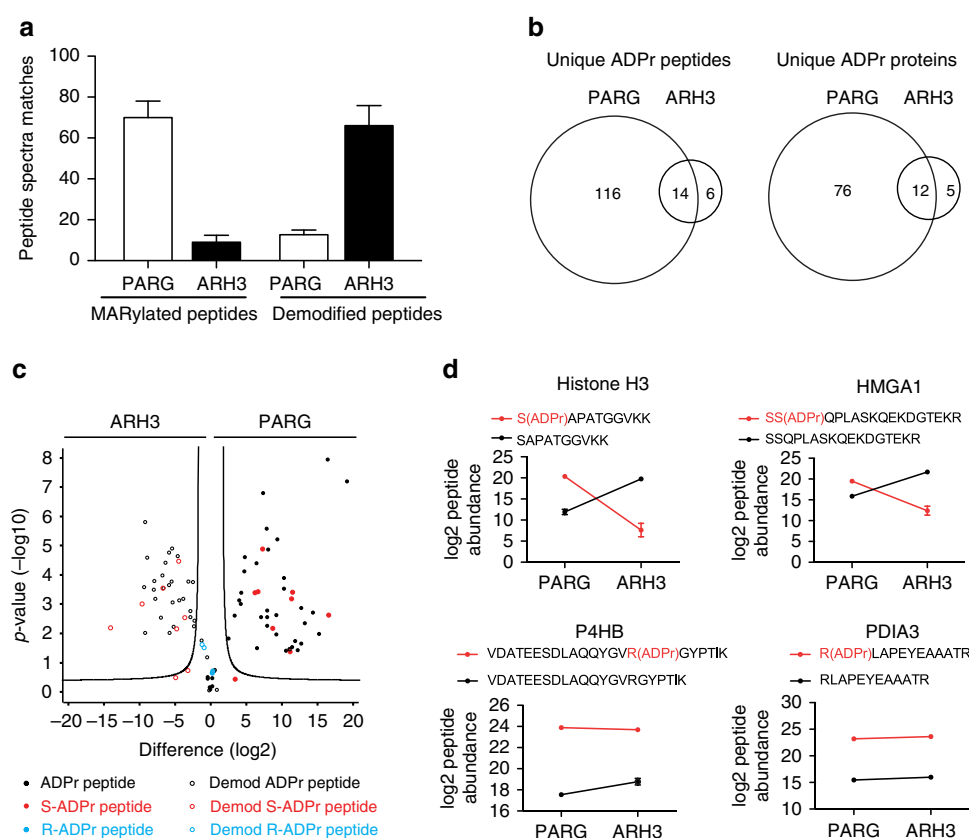 a
Peptide spectra matches
100
80
60
40
20
0
PARG
ARH3
PARG
ARH3
MARylated peptides
Demodified peptides
b
Unique ADPr peptides
PARG
ARH3
116
14
6
Unique ADPr proteins
PARG
ARH3
76
12
5
c
ARH3
PARG
p-value (–log10)
8
7
6
5
4
3
2
1
0
–20
–15
–10
–5
0
5
10
15
20
Difference (log2)
ADPr peptide
Demod ADPr peptide
S-ADPr peptide
Demod S-ADPr peptide
R-ADPr peptide
Demod R-ADPr peptide
d
Histone H3
S(ADPr)APATGGVKK
SAPATGGVKK
log2 peptide
abundance
25
20
15
10
5
0
PARG
ARH3
HMGA1
SS(ADPr)QPLASKQEKDGTEKR
SSQPLASKQEKDGTEKR
log2 peptide
abundance
25
20
15
10
5
0
PARG
ARH3
P4HB
VDATEESDLAQQYGVR(ADPr)GYPTIK
VDATEESDLAQQYGVRGYPTIK
log2 peptide
abundance
26
24
22
20
18
16
PARG
ARH3
PDIA3
R(ADPr)LAPEYEAAATR
RLAPEYEAAATR
log2 peptide
abundance
30
25
20
15
10
PARG
ARH3